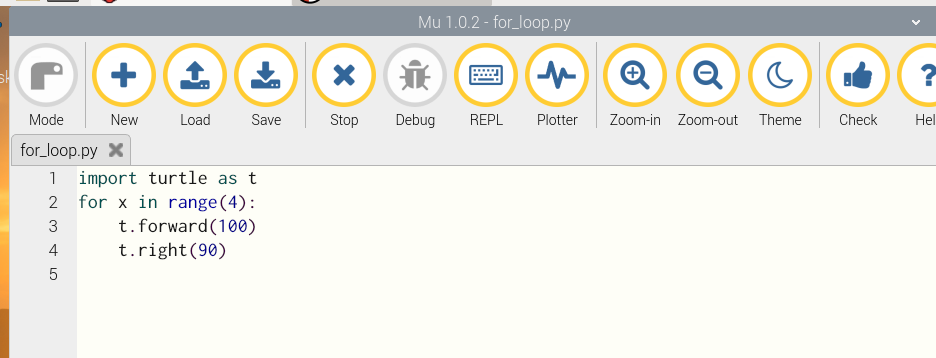 Mu 1.0.2 - for_loop.py
Mode New Load Save Stop Debug REPL Plotter Zoom-in Zoom-out Theme Check
for_loop.py
1 import turtle as t
2 for x in range(4):
3     t.forward(100)
4     t.right(90)
5